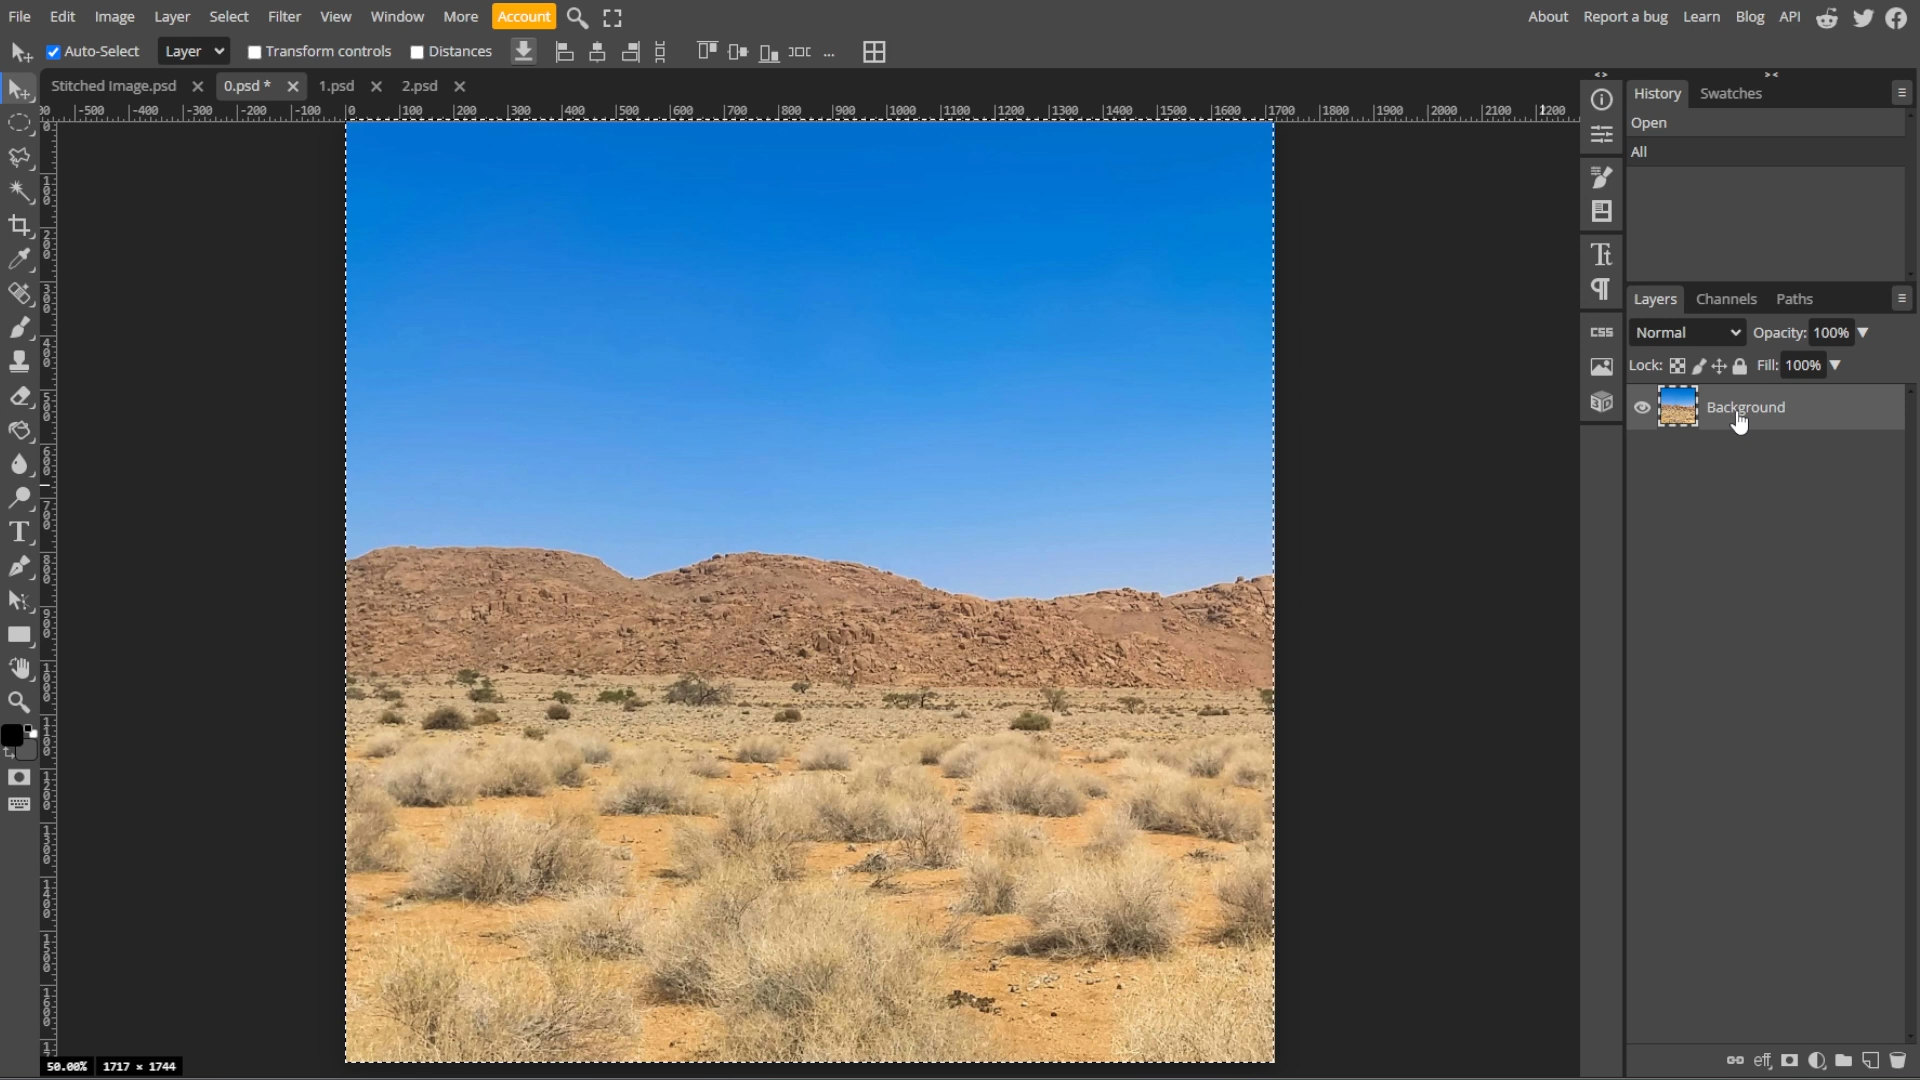 File Edit Image Layer Select Filter View Window More Account About Report a bug Learn Blog API
Auto-Select Layer Transform controls Distances ...
Stitched Image.psd 0.psd * 1.psd 2.psd
-500 -400 -300 -200 -100 0 100 200 300 400 500 600 700 800 900 1000 1100 1200 1300 1400 1500 1600 1700 1800 1900 2000 2100 2200
History Swatches
Open
All
Layers Channels Paths
Normal Opacity: 100%
Lock: Fill: 100%
Background
CSS
3D
eff
50.00% 1717 × 1744